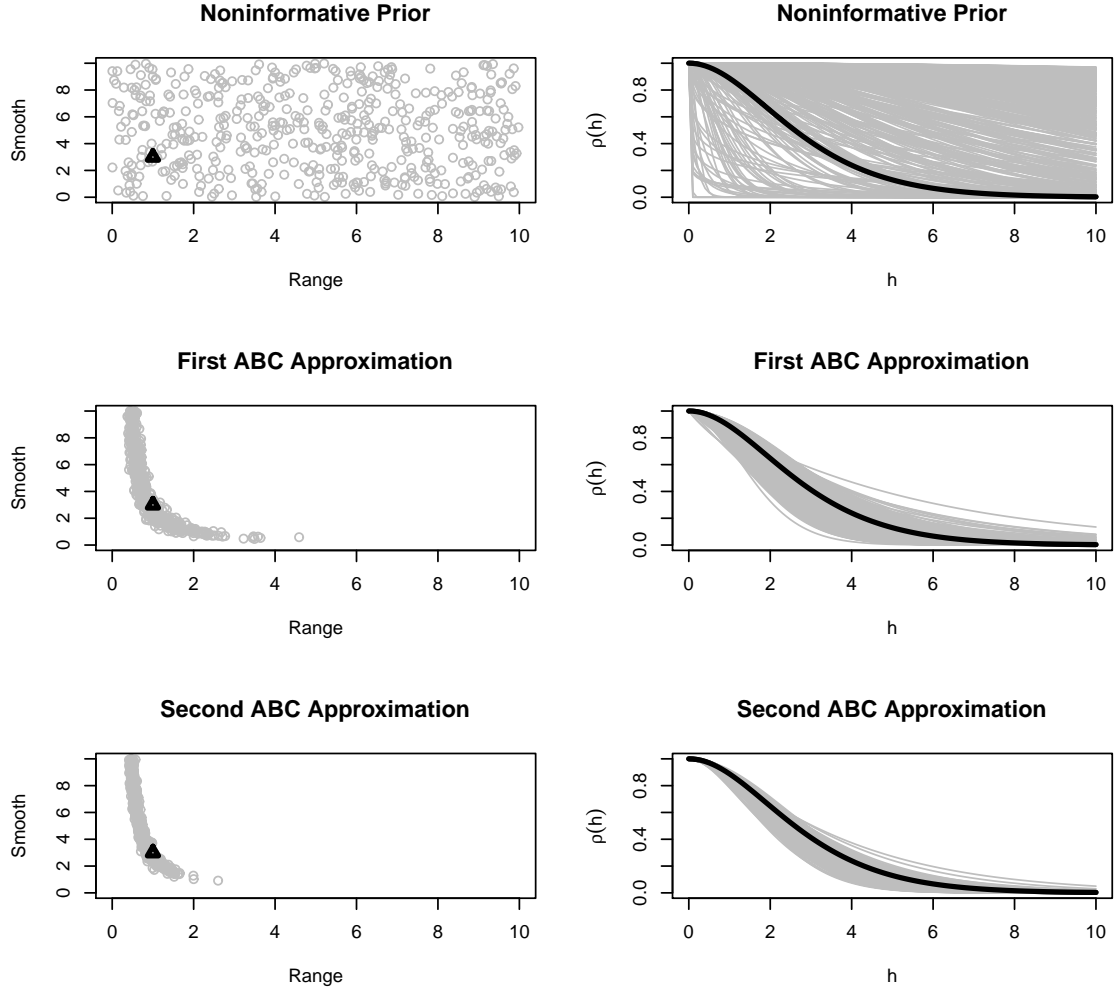 Noninformative Prior
Smooth
0 2 4 6 8
0 2 4 6 8 10
Range
Noninformative Prior
ρ(h)
0.0 0.4 0.8
0 2 4 6 8 10
h
First ABC Approximation
Smooth
0 2 4 6 8
0 2 4 6 8 10
Range
First ABC Approximation
ρ(h)
0.0 0.4 0.8
0 2 4 6 8 10
h
Second ABC Approximation
Smooth
0 2 4 6 8
0 2 4 6 8 10
Range
Second ABC Approximation
ρ(h)
0.0 0.4 0.8
0 2 4 6 8 10
h